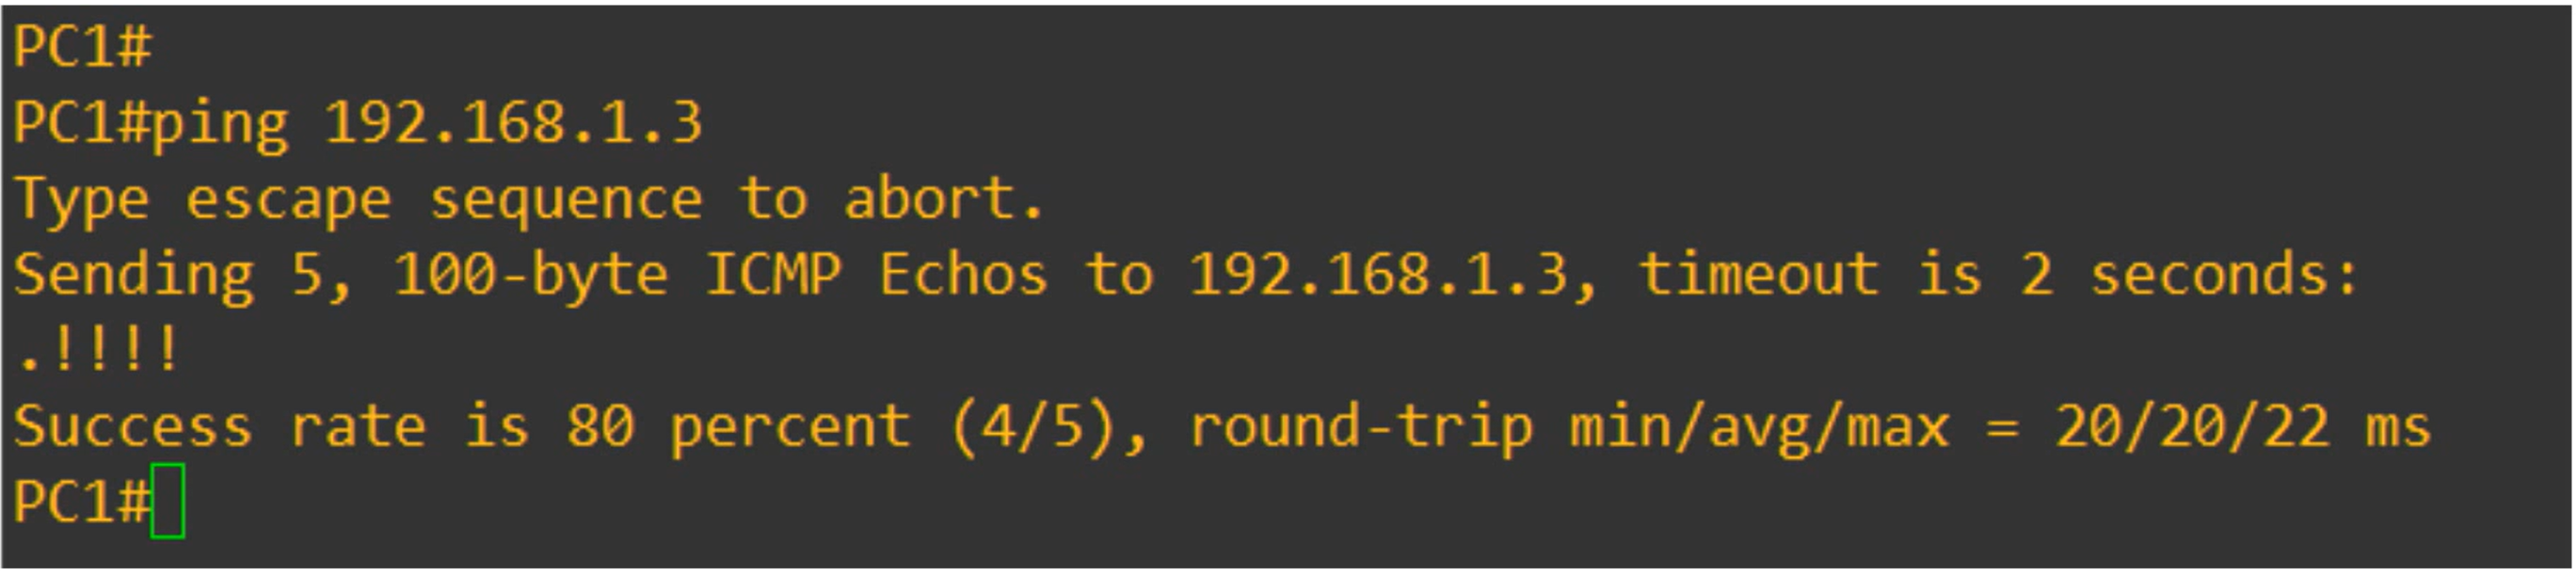 PC1#
PC1#ping 192.168.1.3
Type escape sequence to abort.
Sending 5, 100-byte ICMP Echos to 192.168.1.3, timeout is 2 seconds:
.!!!!
Success rate is 80 percent (4/5), round-trip min/avg/max = 20/20/22 ms
PC1#